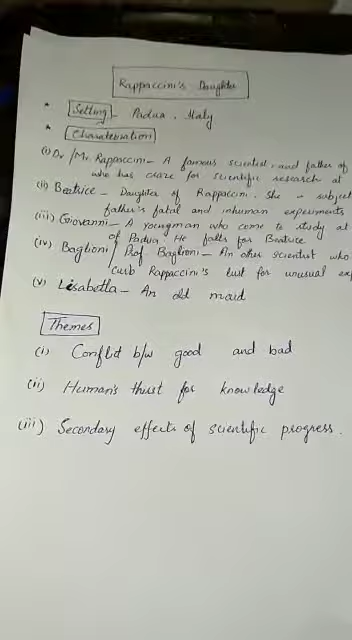 Rappaccini's Daughter
* Setting - Padua, Italy
* Characterization
(i) Dr/Mr. Rappaccini - A famous scientist and father of
who has craze for scientific research at
(ii) Beatrice - Daughter of Rappaccini. She is subject
father's fatal and inhuman experiments
(iii) Giovanni - A youngman who come to study at
of Padua. He falls for Beatrice
(iv) Baglioni/Prof. Baglioni - An other scientist who
curb Rappaccini's lust for unusual exp
(v) Lisabetta - An old maid
Themes
(i) Conflict b/w good and bad
(ii) Human's thirst for knowledge
(iii) Secondary effects of scientific progress.